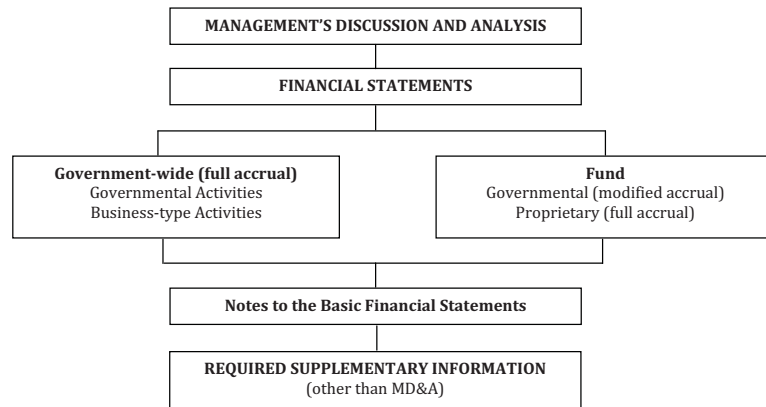 MANAGEMENT’S DISCUSSION AND ANALYSIS
FINANCIAL STATEMENTS
Government-wide (full accrual)
Governmental Activities
Business-type Activities
Fund
Governmental (modified accrual)
Proprietary (full accrual)
Notes to the Basic Financial Statements
REQUIRED SUPPLEMENTARY INFORMATION
(other than MD&A)